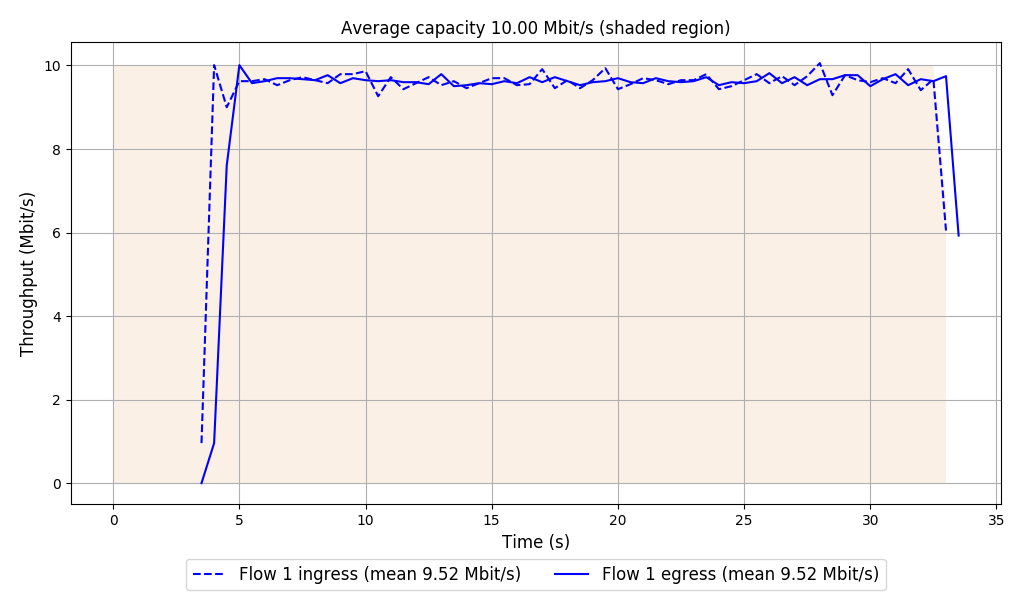 Average capacity 10.00 Mbit/s (shaded region)
Throughput (Mbit/s)
10
8
6
4
2
0
0 5 10 15 20 25 30 35
Time (s)
Flow 1 ingress (mean 9.52 Mbit/s) Flow 1 egress (mean 9.52 Mbit/s)